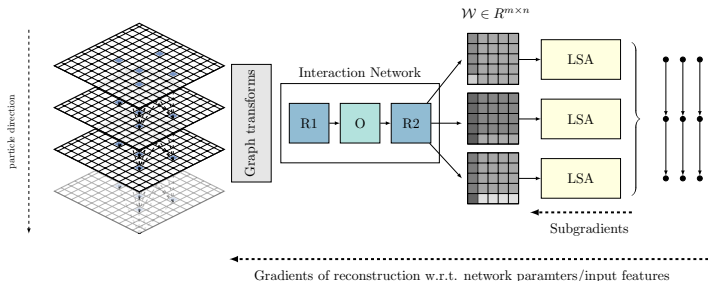 𝒲 ∈ R^{m×n}
particle direction
Graph transforms
Interaction Network
R1
O
R2
LSA
LSA
LSA
Subgradients
Gradients of reconstruction w.r.t. network paramters/input features